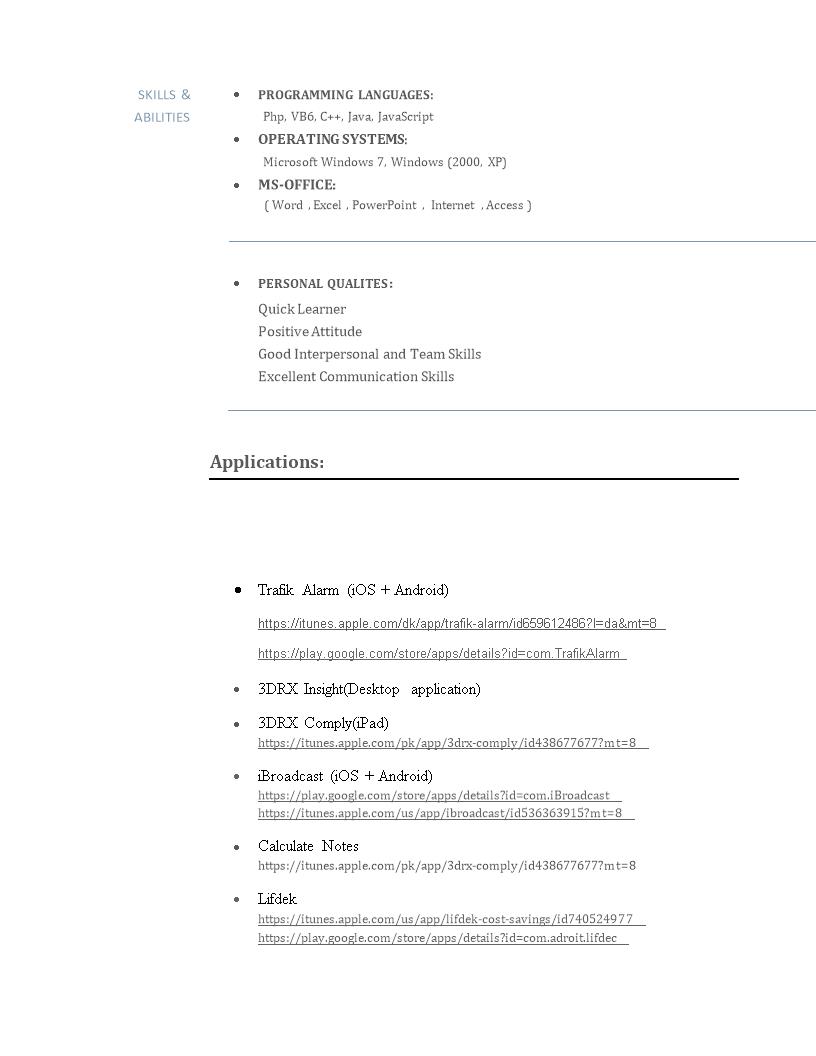 SKILLS &
ABILITIES
• PROGRAMMING LANGUAGES:
Php, VB6, C++, Java, JavaScript
• OPERATING SYSTEMS:
Microsoft Windows 7, Windows (2000, XP)
• MS-OFFICE:
( Word , Excel , PowerPoint , Internet , Access )
• PERSONAL QUALITES:
Quick Learner
Positive Attitude
Good Interpersonal and Team Skills
Excellent Communication Skills
Applications:
• Trafik Alarm (iOS + Android)
https://itunes.apple.com/dk/app/trafik-alarm/id659612486?l=da&mt=8
https://play.google.com/store/apps/details?id=com.TrafikAlarm
• 3DRX Insight(Desktop application)
• 3DRX Comply(iPad)
https://itunes.apple.com/pk/app/3drx-comply/id438677677?mt=8
• iBroadcast (iOS + Android)
https://play.google.com/store/apps/details?id=com.iBroadcast
https://itunes.apple.com/us/app/ibroadcast/id536363915?mt=8
• Calculate Notes
https://itunes.apple.com/pk/app/3drx-comply/id438677677?mt=8
• Lifdek
https://itunes.apple.com/us/app/lifdek-cost-savings/id740524977
https://play.google.com/store/apps/details?id=com.adroit.lifdec